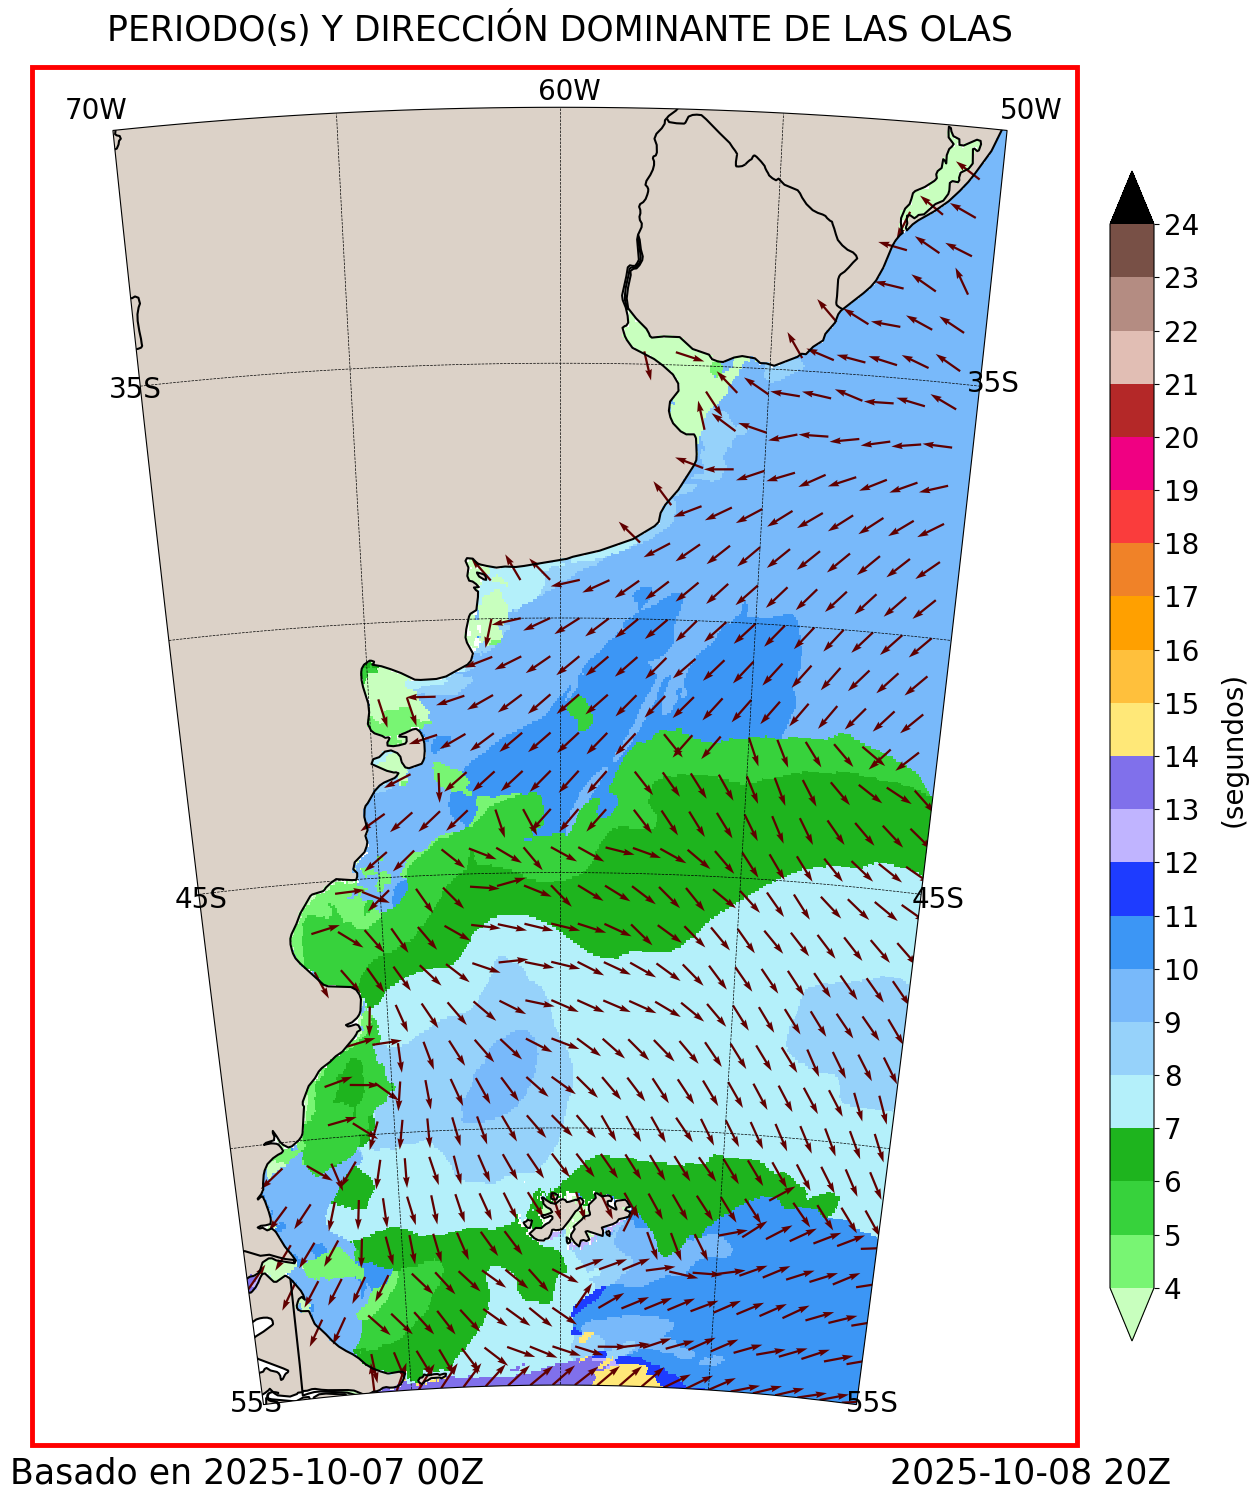 PERIODO(s) Y DIRECCIÓN DOMINANTE DE LAS OLAS
70W
60W
50W
35S
35S
45S
45S
55S
55S
24
23
22
21
20
19
18
17
16
15
14
13
12
11
10
9
8
7
6
5
4
(segundos)
Basado en 2025-10-07 00Z
2025-10-08 20Z